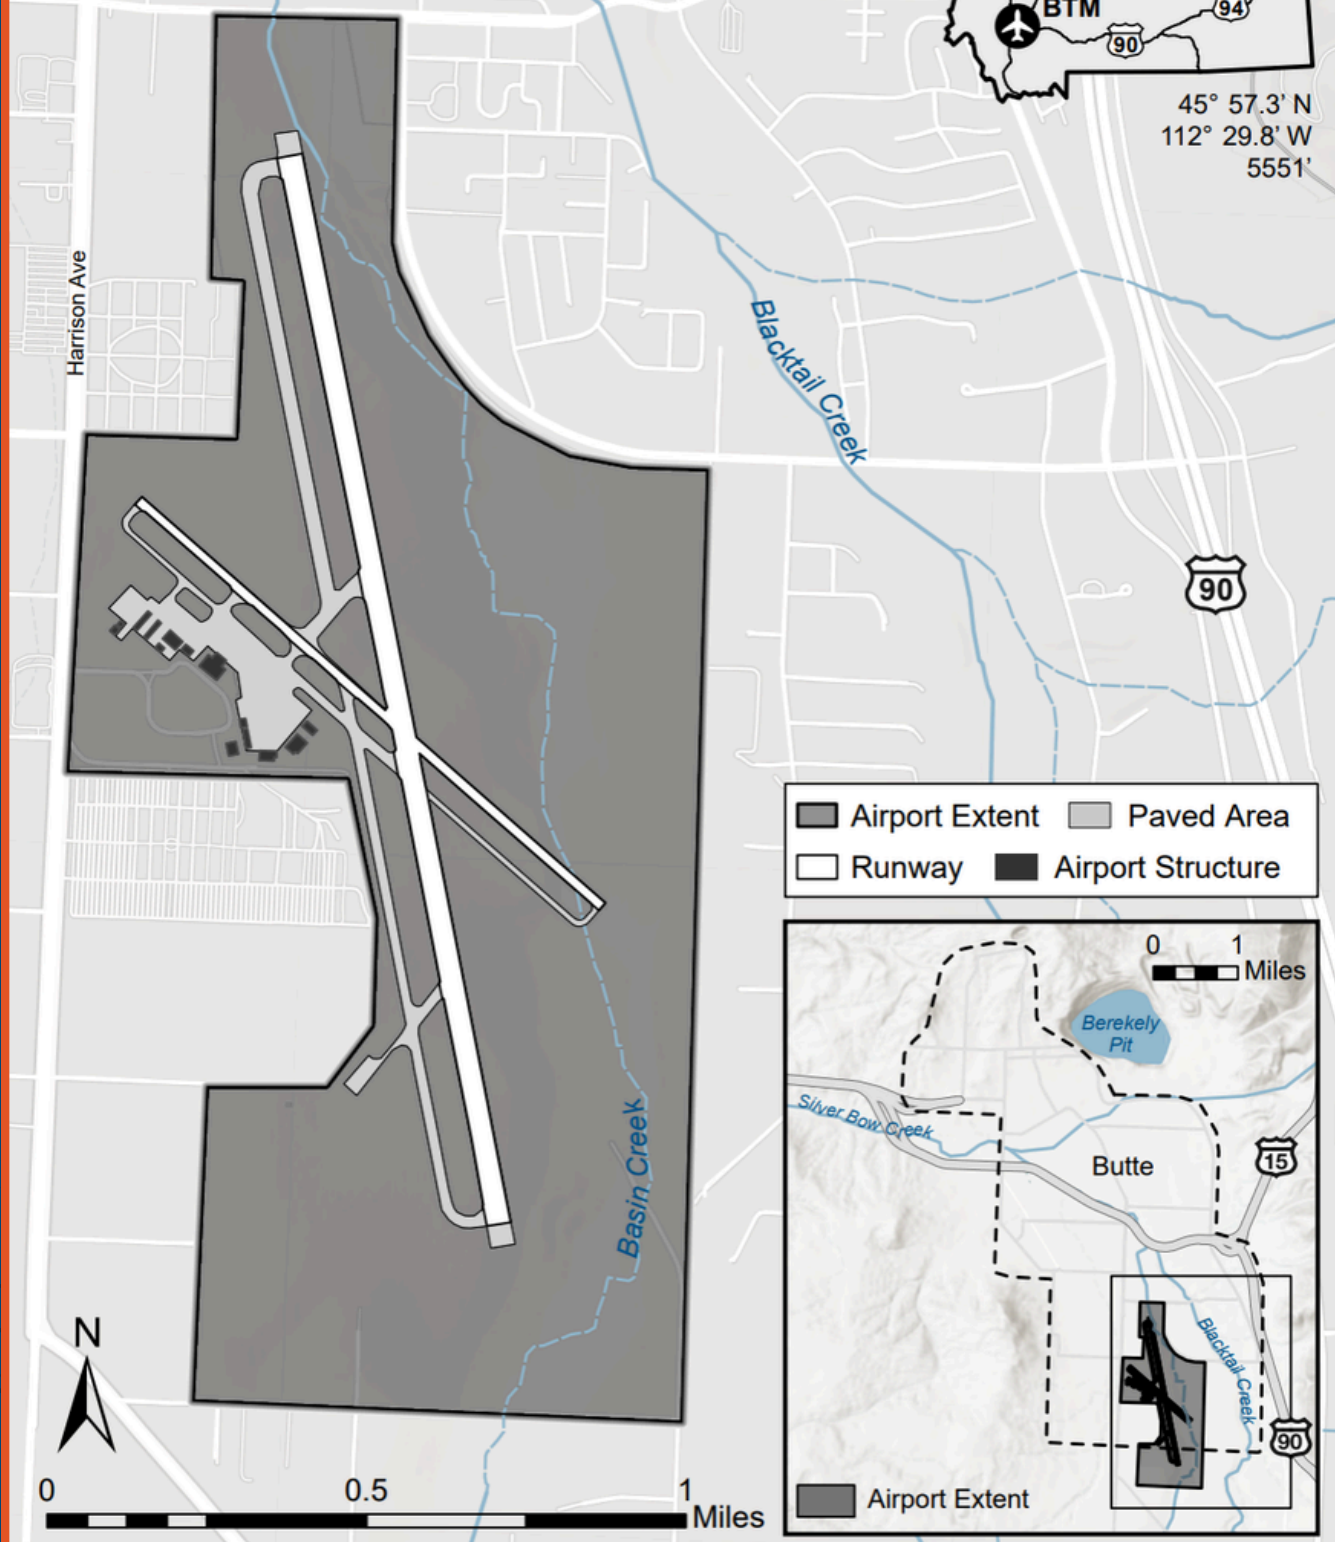 BTM
94
90
45° 57.3' N
112° 29.8' W
5551'
Harrison Ave
Blacktail Creek
90
Airport Extent
Paved Area
Runway
Airport Structure
0 1
Miles
Berekely
Pit
Silver Bow Creek
15
Butte
Basin Creek
Blacktail Creek
N
90
Airport Extent
0 0.5 1
Miles